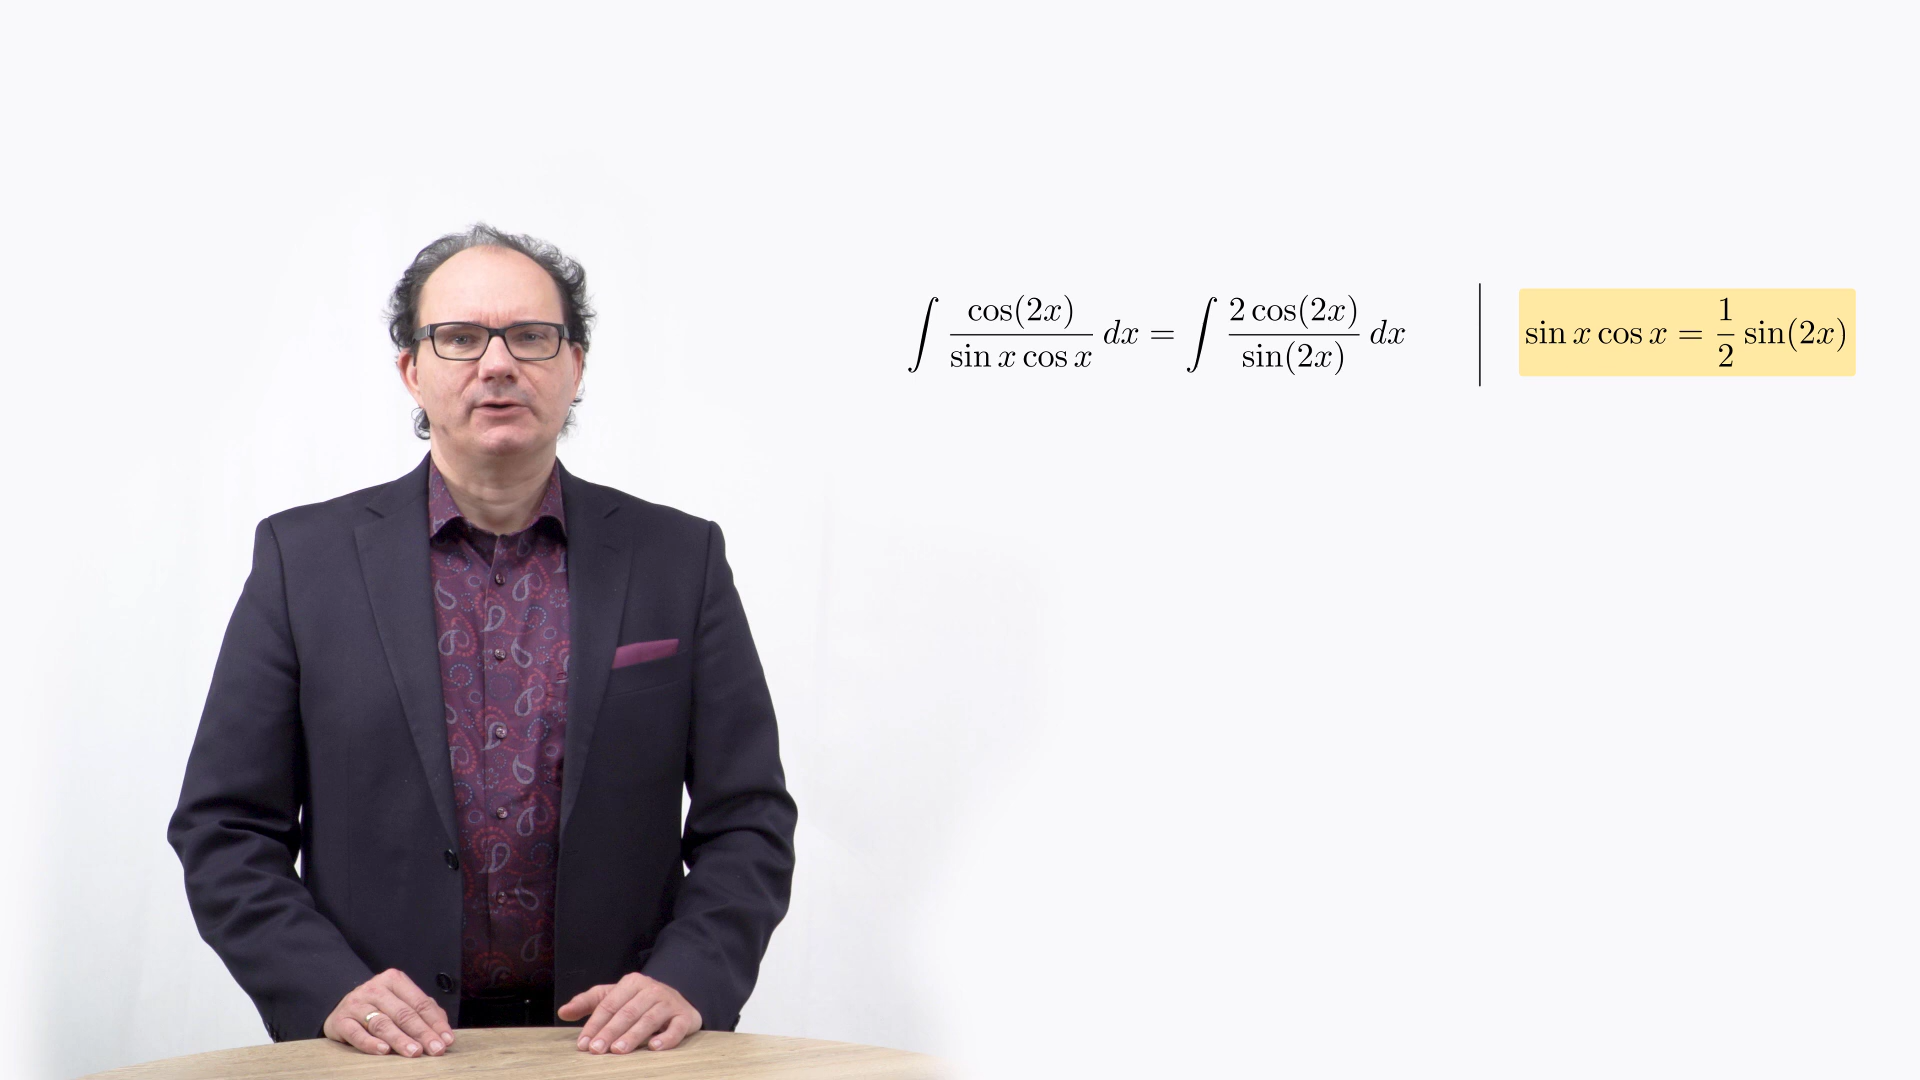 ∫ cos(2x)/(sin x cos x) dx = ∫ 2 cos(2x)/sin(2x) dx | sin x cos x = 1/2 sin(2x)